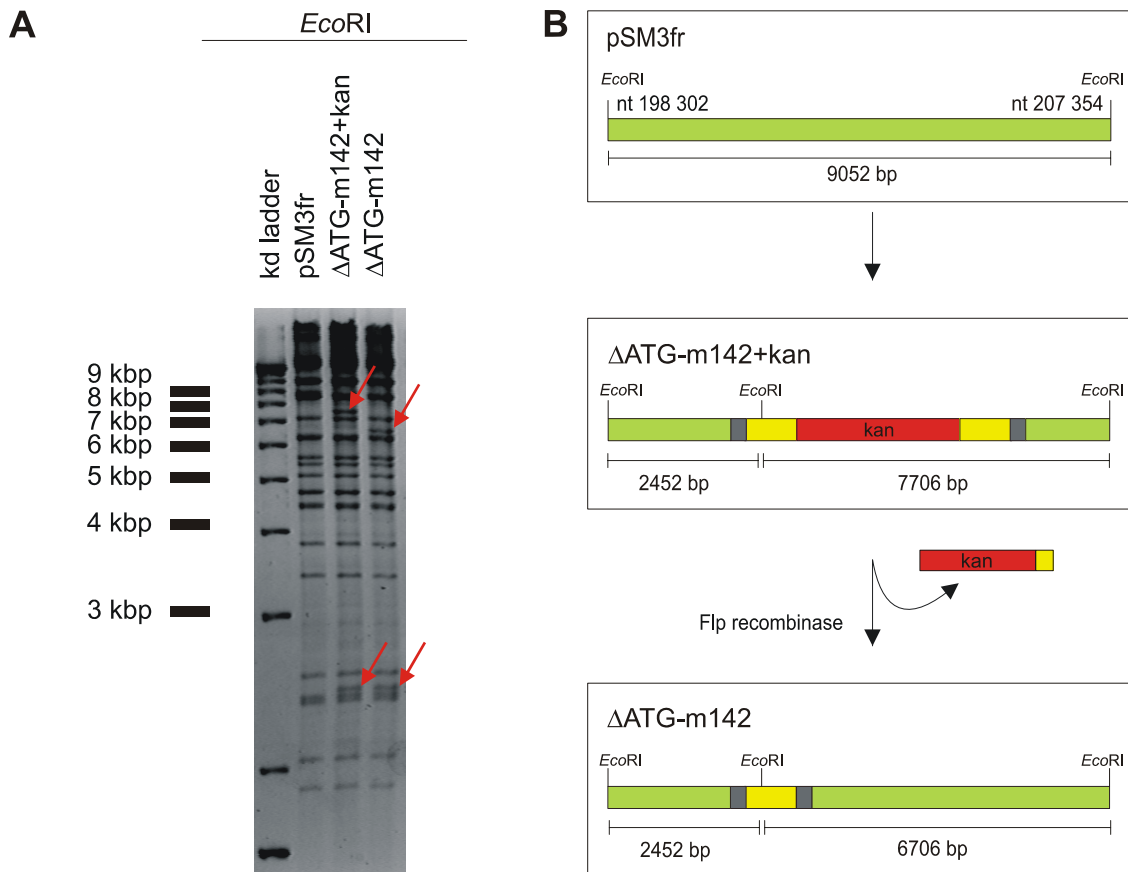 A
EcoRI
kd ladder
pSM3fr
ΔATG-m142+kan
ΔATG-m142
9 kbp
8 kbp
7 kbp
6 kbp
5 kbp
4 kbp
3 kbp
B
pSM3fr
EcoRI EcoRI
nt 198 302 nt 207 354
9052 bp
ΔATG-m142+kan
EcoRI EcoRI EcoRI
kan
2452 bp 7706 bp
kan
Flp recombinase
ΔATG-m142
EcoRI EcoRI EcoRI
2452 bp 6706 bp